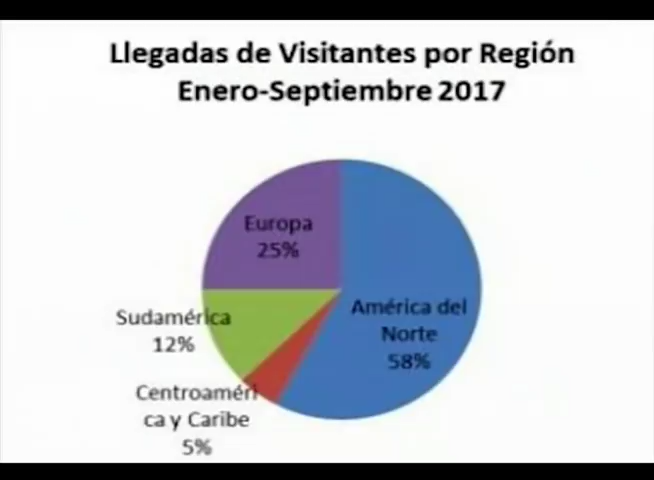 Llegadas de Visitantes por Región
Enero-Septiembre 2017
Europa
25%
América del
Norte
58%
Sudamérica
12%
Centroaméri
ca y Caribe
5%